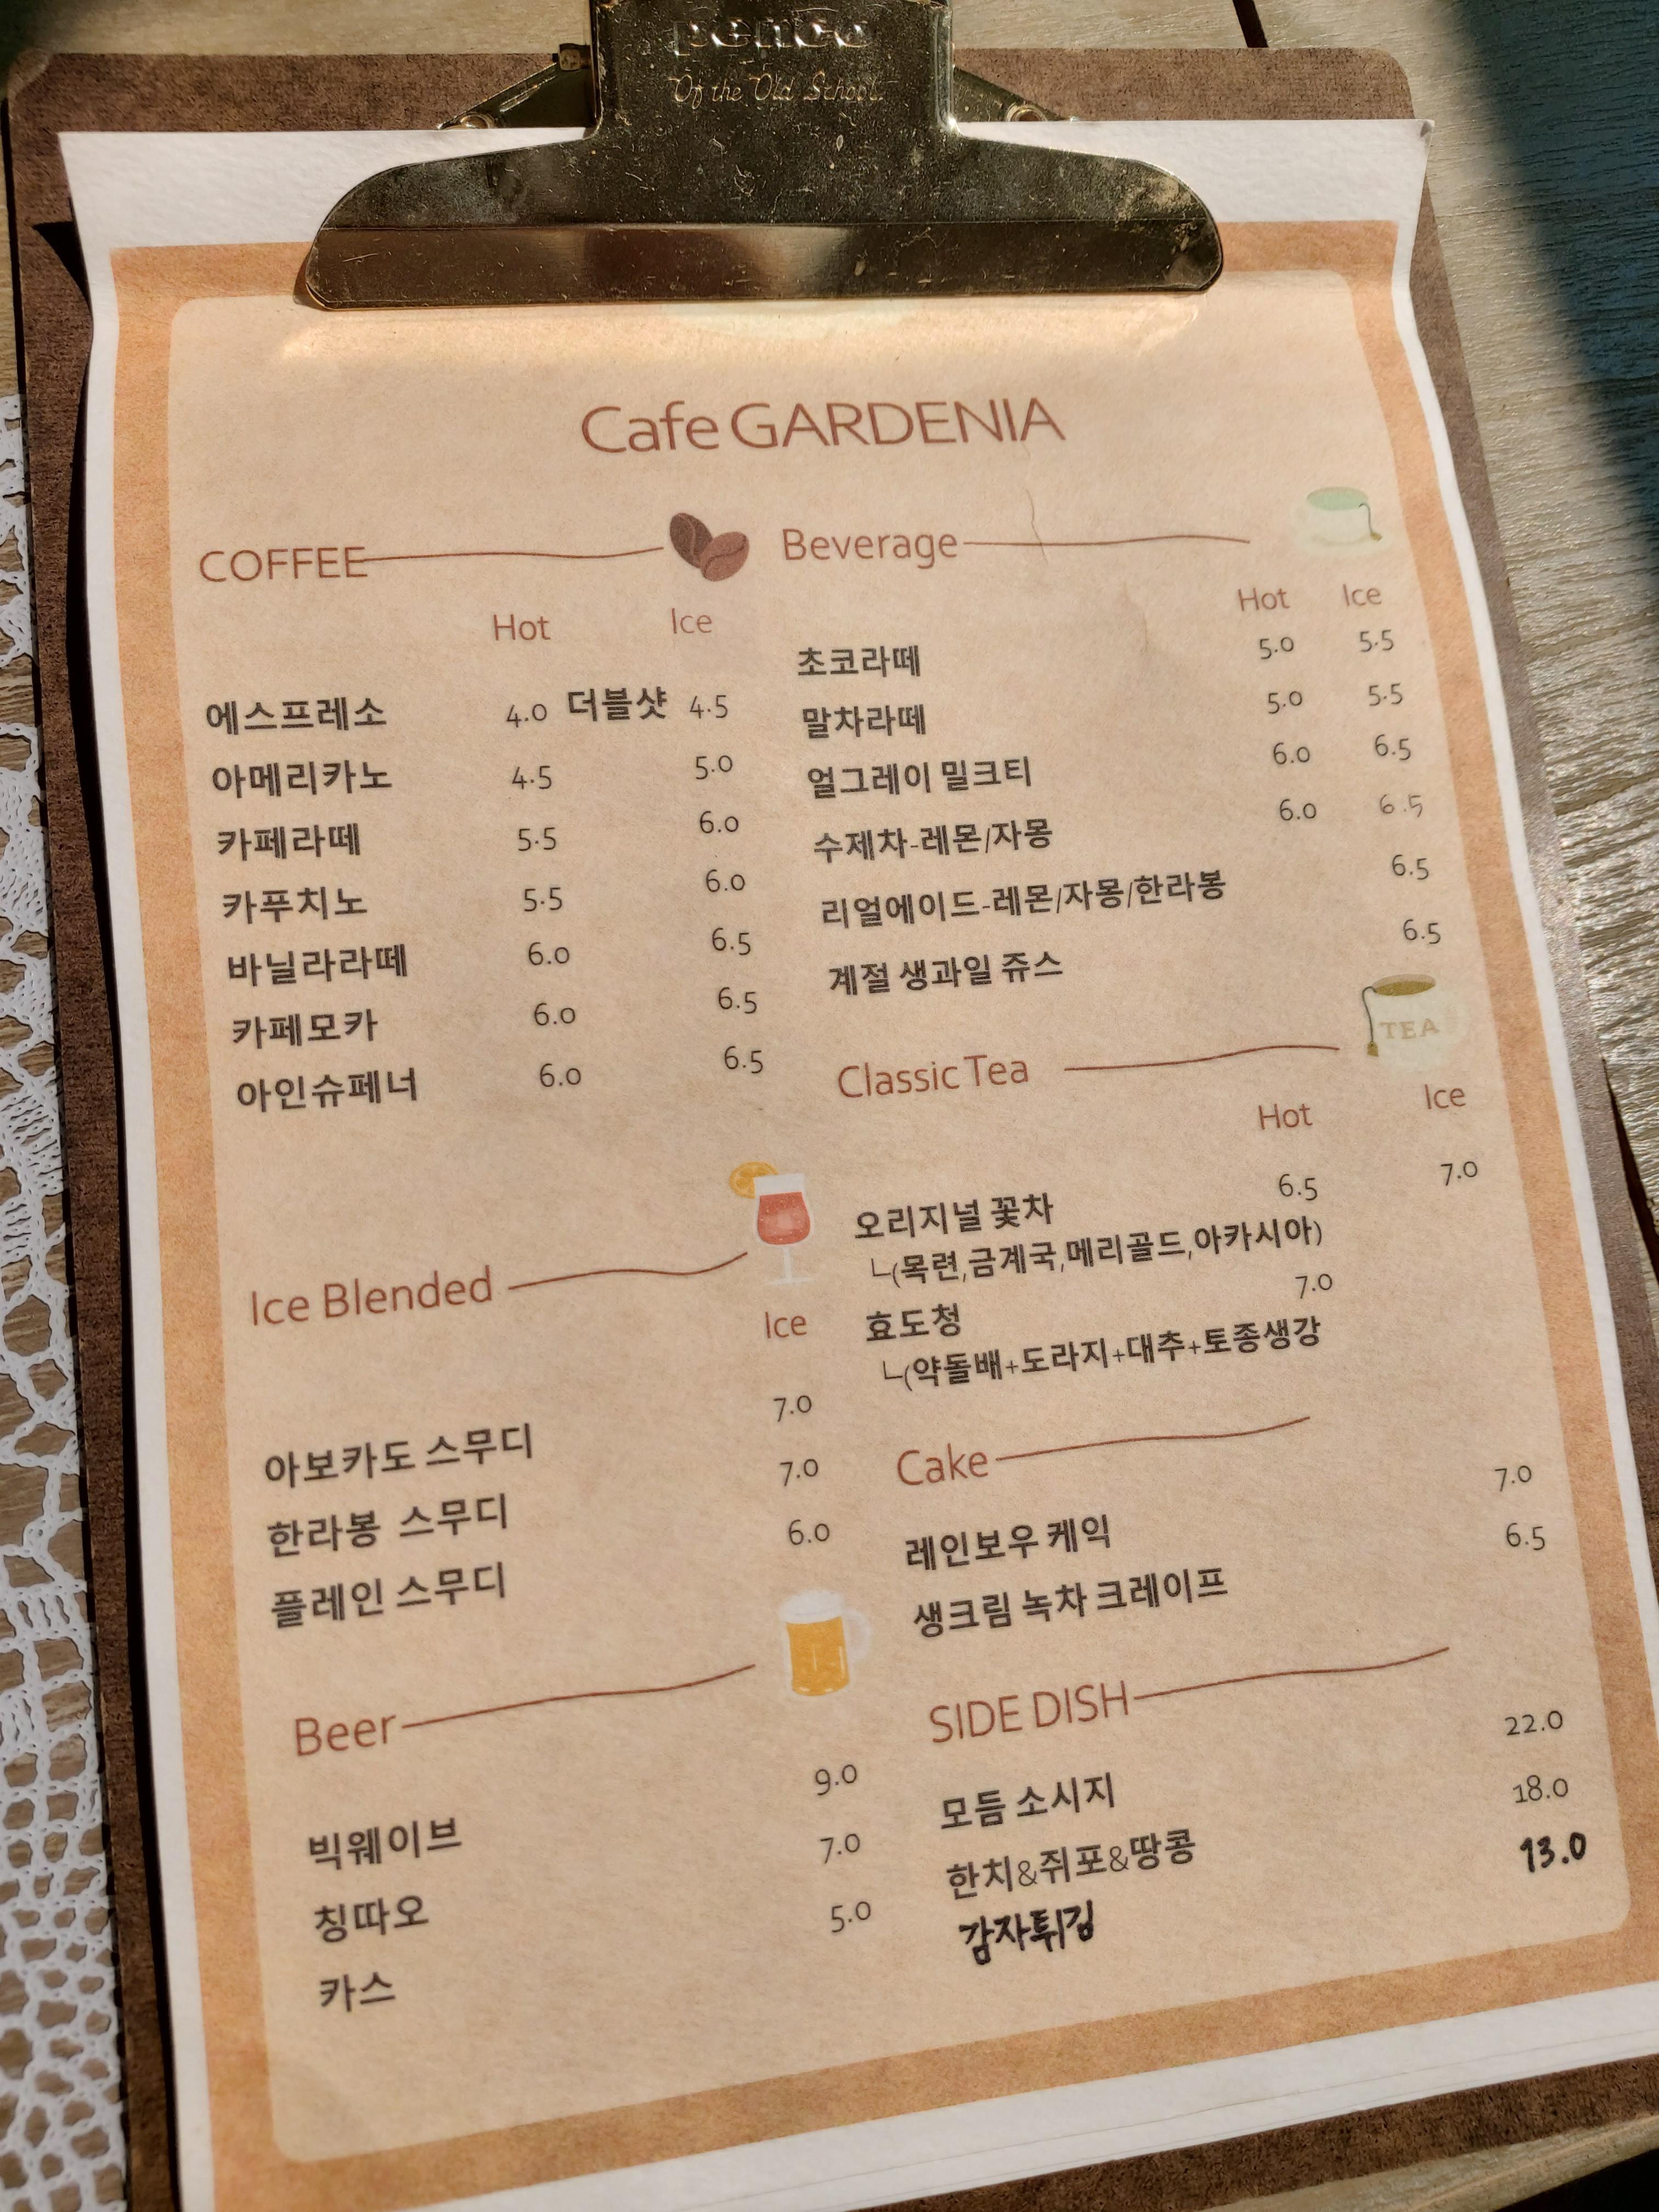 penco
Of the Old School.
Cafe GARDENIA
COFFEE
Hot Ice
에스프레소 4.0 더블샷 4.5
아메리카노 4.5 5.0
카페라떼 5.5 6.0
카푸치노 5.5 6.0
바닐라라떼 6.0 6.5
카페모카 6.0 6.5
아인슈페너 6.0 6.5
Ice Blended
Ice
아보카도 스무디 7.0
한라봉 스무디 7.0
플레인 스무디 6.0
Beer
빅웨이브 9.0
칭따오 7.0
카스 5.0
Beverage
Hot Ice
초코라떼 5.0 5.5
말차라떼 5.0 5.5
얼그레이 밀크티 6.0 6.5
수제차-레몬/자몽 6.0 6.5
리얼에이드-레몬/자몽/한라봉 6.5
계절 생과일 쥬스 6.5
TEA
Classic Tea
Hot Ice
오리지널 꽃차 6.5 7.0
ㄴ(목련,금계국,메리골드,아카시아)
효도청 7.0
ㄴ(약돌배+도라지+대추+토종생강
Cake
레인보우 케익 7.0
생크림 녹차 크레이프 6.5
SIDE DISH
모듬 소시지 22.0
한치&쥐포&땅콩 18.0
감자튀김 13.0